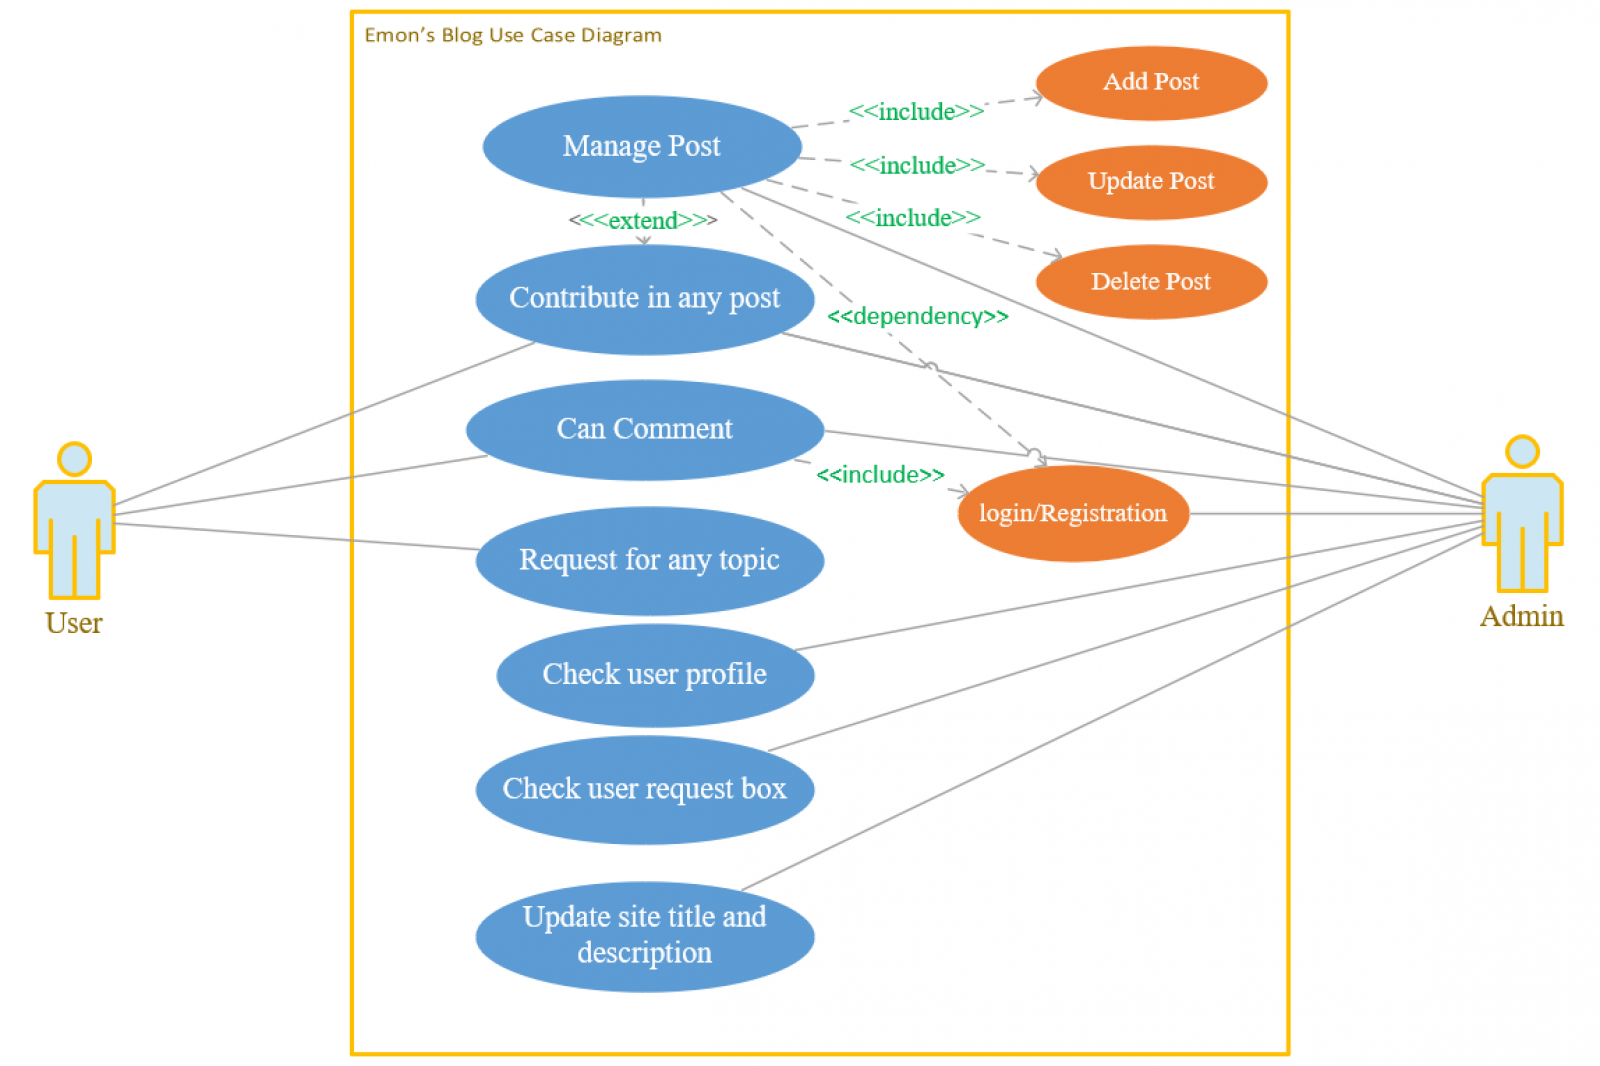 Emon's Blog Use Case Diagram
Add Post
<<include>>
Manage Post
<<include>>
Update Post
<<include>>
<<<extend>>>
Delete Post
Contribute in any post
<<dependency>>
Can Comment
<<include>>
login/Registration
Request for any topic
User
Admin
Check user profile
Check user request box
Update site title and
description